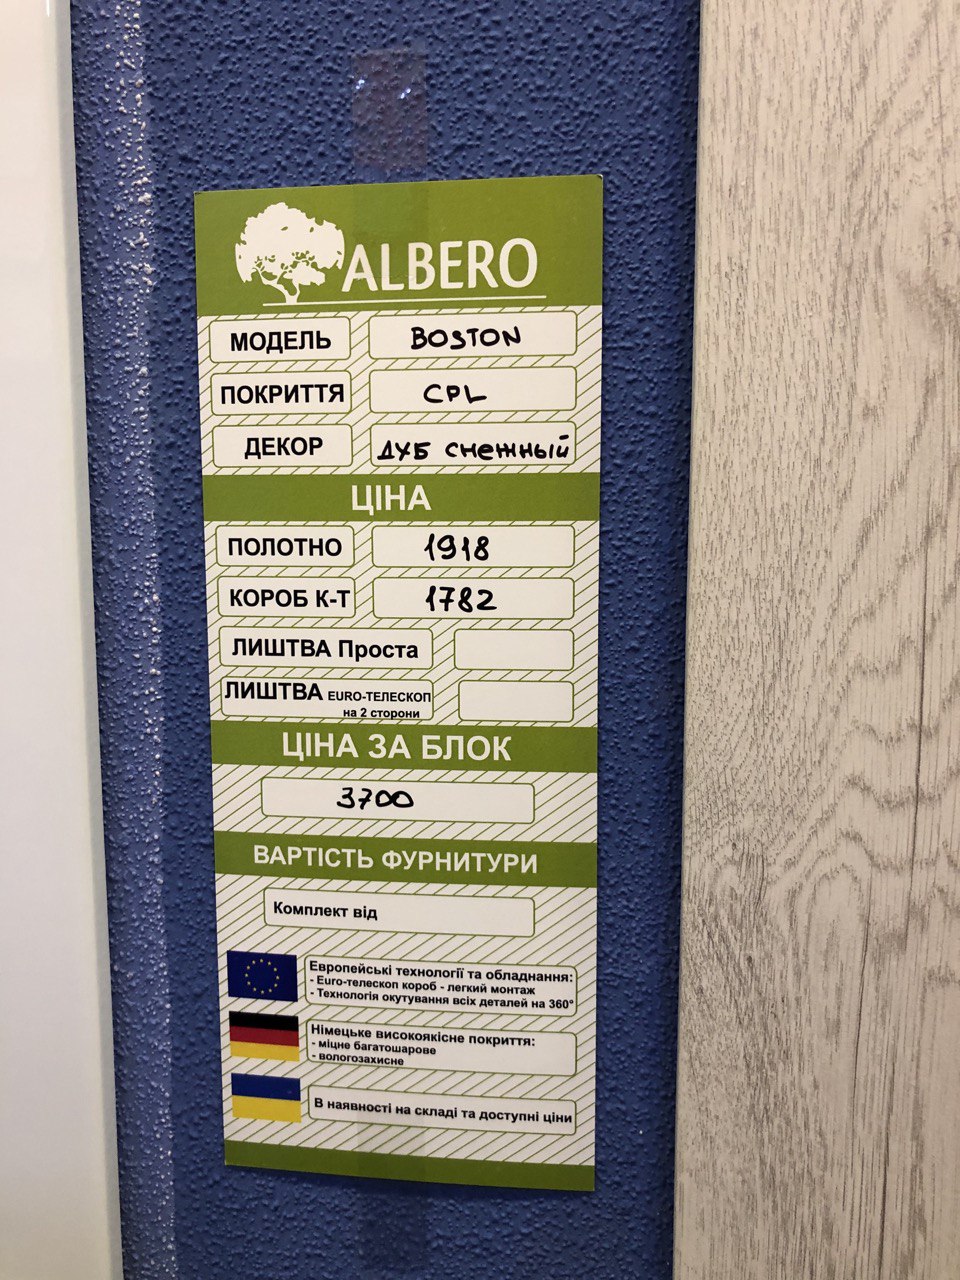 ALBERO
МОДЕЛЬ BOSTON
ПОКРИТТЯ CPL
ДЕКОР ДУБ СНЕЖНЫЙ
ЦІНА
ПОЛОТНО 1918
КОРОБ К-Т 1782
ЛИШТВА Проста
ЛИШТВА EURO-ТЕЛЕСКОП
на 2 сторони
ЦІНА ЗА БЛОК
3700
ВАРТІСТЬ ФУРНИТУРИ
Комплект від
Європейські технології та обладнання:
- Euro-телескоп короб - легкий монтаж
- Технологія окутування всіх деталей на 360°
Німецьке високоякісне покриття:
- міцне багатошарове
- вологозахисне
В наявності на складі та доступні ціни